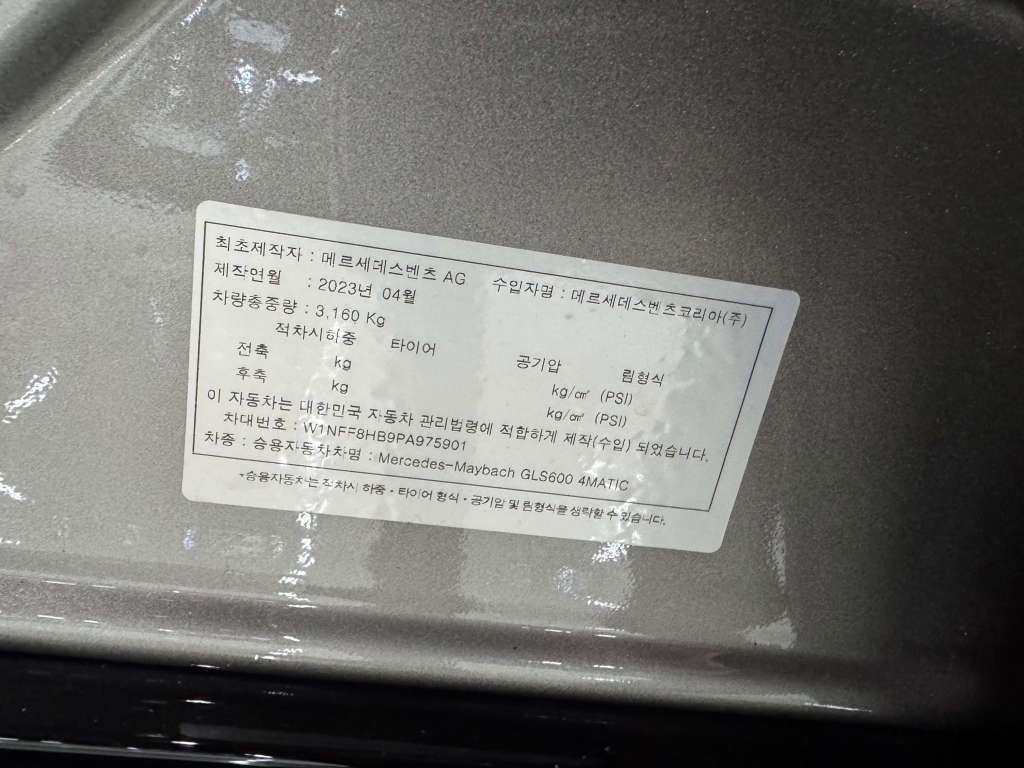 최초제작자 : 메르세데스벤츠 AG 수입자명 : 메르세데스벤츠코리아(주)
제작연월 : 2023년 04월
차량총중량 : 3,160 Kg
적차시하중 타이어 공기압 림형식
전축 kg kg/㎠ (PSI)
후축 kg kg/㎠ (PSI)
이 자동차는 대한민국 자동차 관리법령에 적합하게 제작(수입) 되었습니다.
차대번호 : W1NFF8HB9PA975901
차종 : 승용자동차차명 : Mercedes-Maybach GLS600 4MATIC
*승용자동차는 적차시 하중·타이어 형식·공기압 및 림형식을 생략할 수 있습니다.